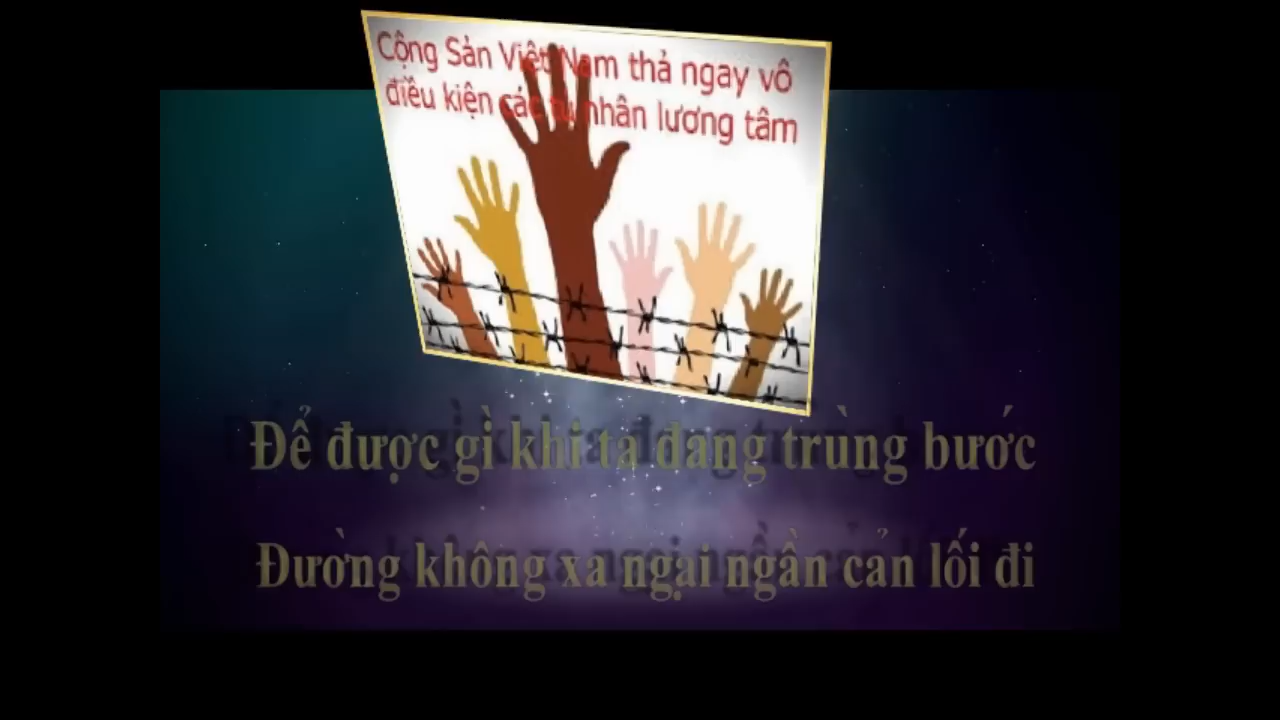 Cộng Sản Việt Nam thả ngay vô
điều kiện các tù nhân lương tâm
Để được gì khi ta đang trùng bước
Đường không xa ngại ngần cản lối đi